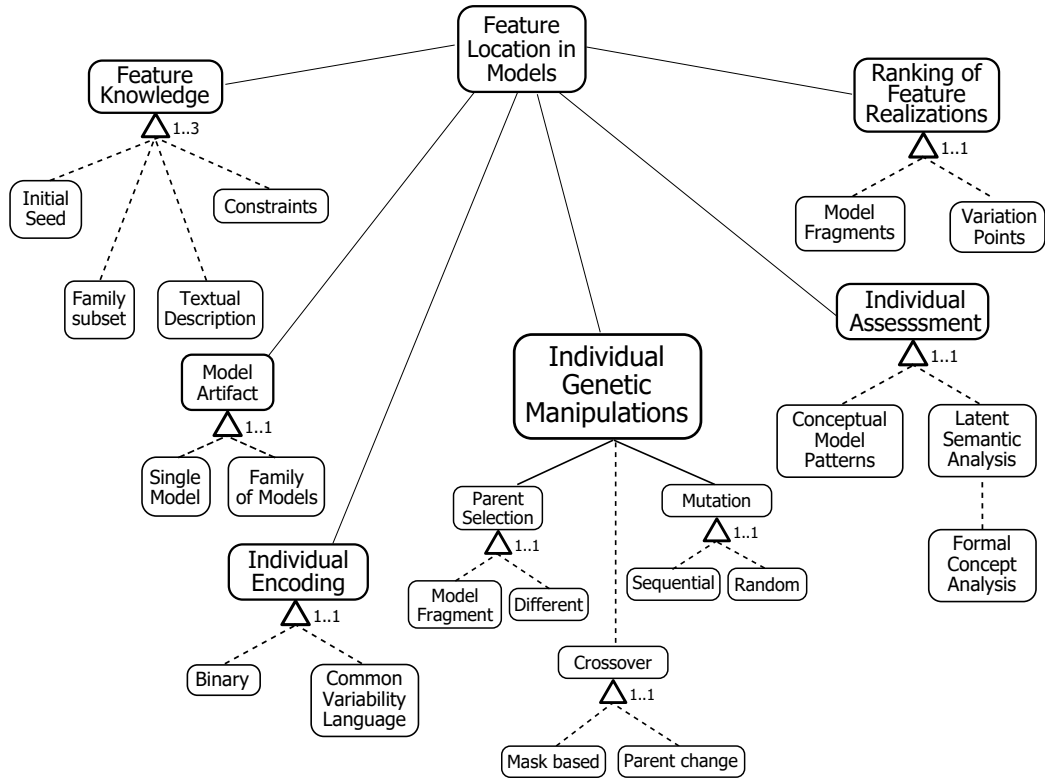 Feature
Location in
Models
Feature
Knowledge
1..3
Initial
Seed
Constraints
Family
subset
Textual
Description
Ranking of
Feature
Realizations
1..1
Model
Fragments
Variation
Points
Model
Artifact
1..1
Single
Model
Family
of Models
Individual
Genetic
Manipulations
Individual
Assesssment
1..1
Conceptual
Model
Patterns
Latent
Semantic
Analysis
Formal
Concept
Analysis
Individual
Encoding
1..1
Binary
Common
Variability
Language
Parent
Selection
1..1
Model
Fragment
Different
Mutation
1..1
Sequential
Random
Crossover
1..1
Mask based
Parent change